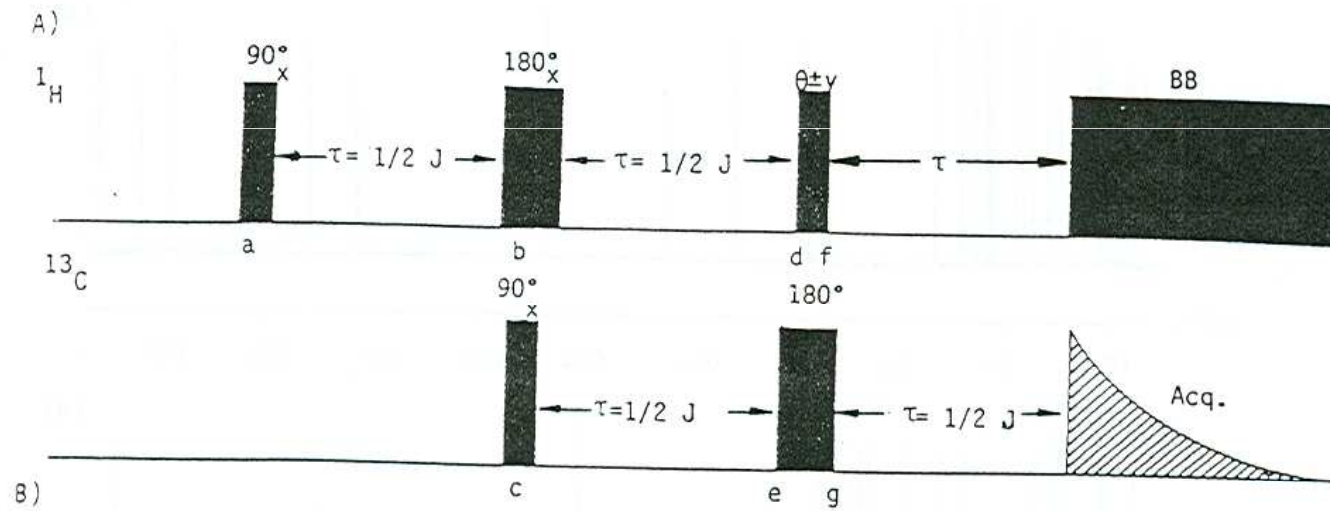 A)
90°x 180°x θ±y BB
1H
τ= 1/2 J τ= 1/2 J τ
a b d f
13C
90°x 180°
τ=1/2 J τ= 1/2 J Acq.
c e g
B)